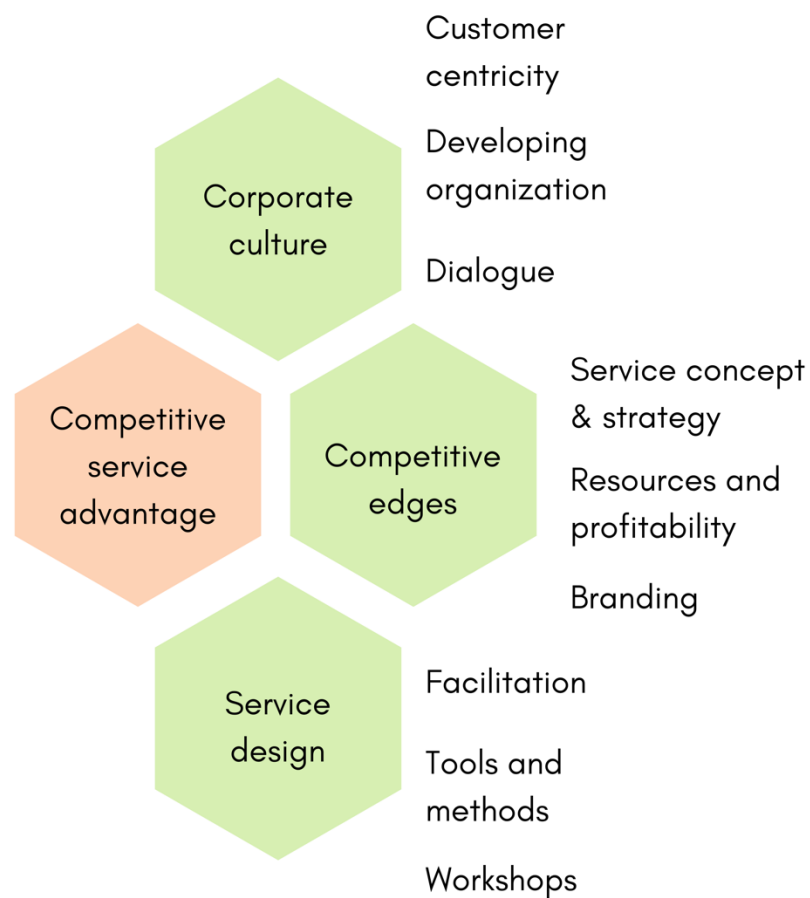 Customer
centricity
Developing
organization
Dialogue
Corporate
culture
Competitive
service
advantage
Competitive
edges
Service concept
& strategy
Resources and
profitability
Branding
Service
design
Facilitation
Tools and
methods
Workshops